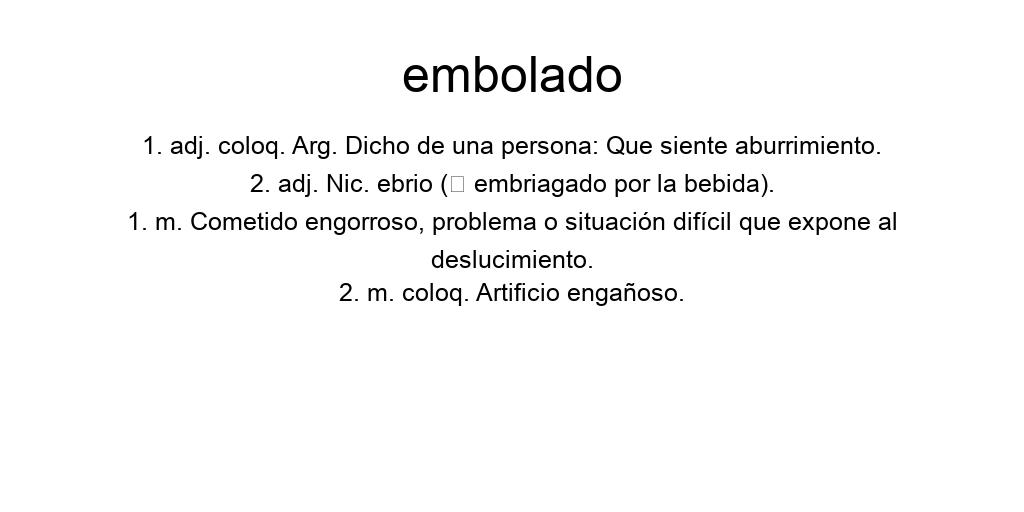 embolado
1. adj. coloq. Arg. Dicho de una persona: Que siente aburrimiento.
2. adj. Nic. ebrio (□ embriagado por la bebida).
1. m. Cometido engorroso, problema o situación difícil que expone al
deslucimiento.
2. m. coloq. Artificio engañoso.